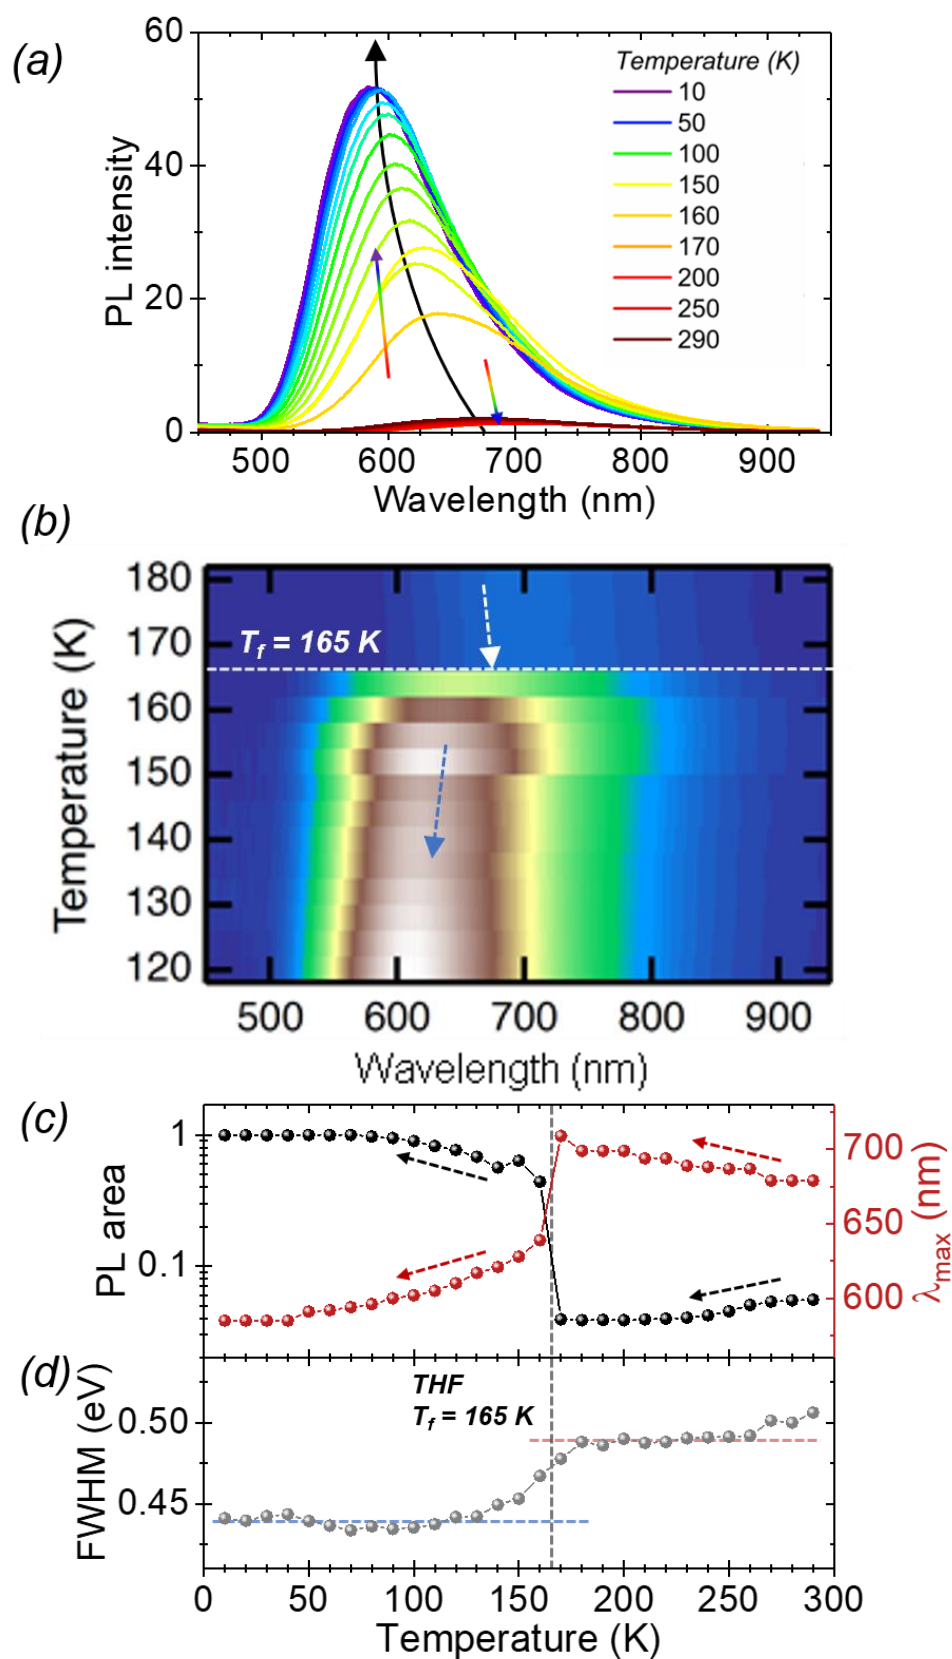 (a)
60
40
20
0
PL intensity
Temperature (K)
10
50
100
150
160
170
200
250
290
500 600 700 800 900
Wavelength (nm)
(b)
180
170
160
150
140
130
120
Temperature (K)
T_f = 165 K
500 600 700 800 900
Wavelength (nm)
(c)
1
0.1
PL area
700
650
600
λ_max (nm)
(d)
0.50
0.45
FWHM (eV)
THF
T_f = 165 K
0 50 100 150 200 250 300
Temperature (K)